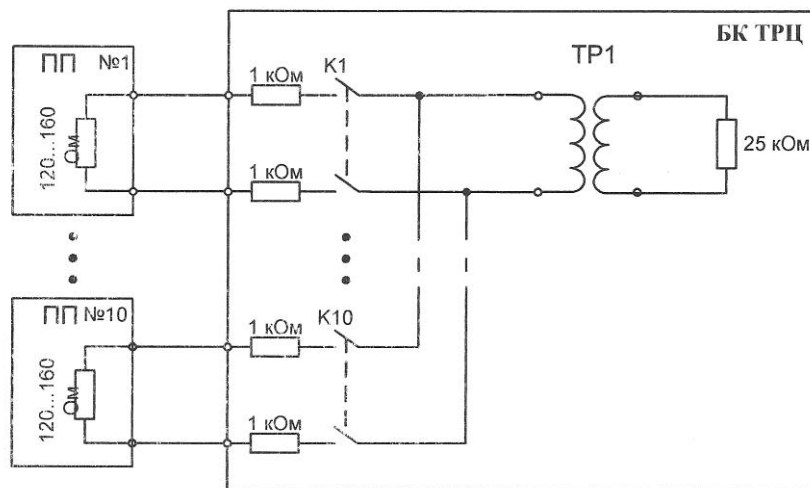 БК ТРЦ
ПП №1
120...160
Ом
1 кОм
К1
1 кОм
ТР1
25 кОм
ПП №10
120...160
Ом
1 кОм
К10
1 кОм